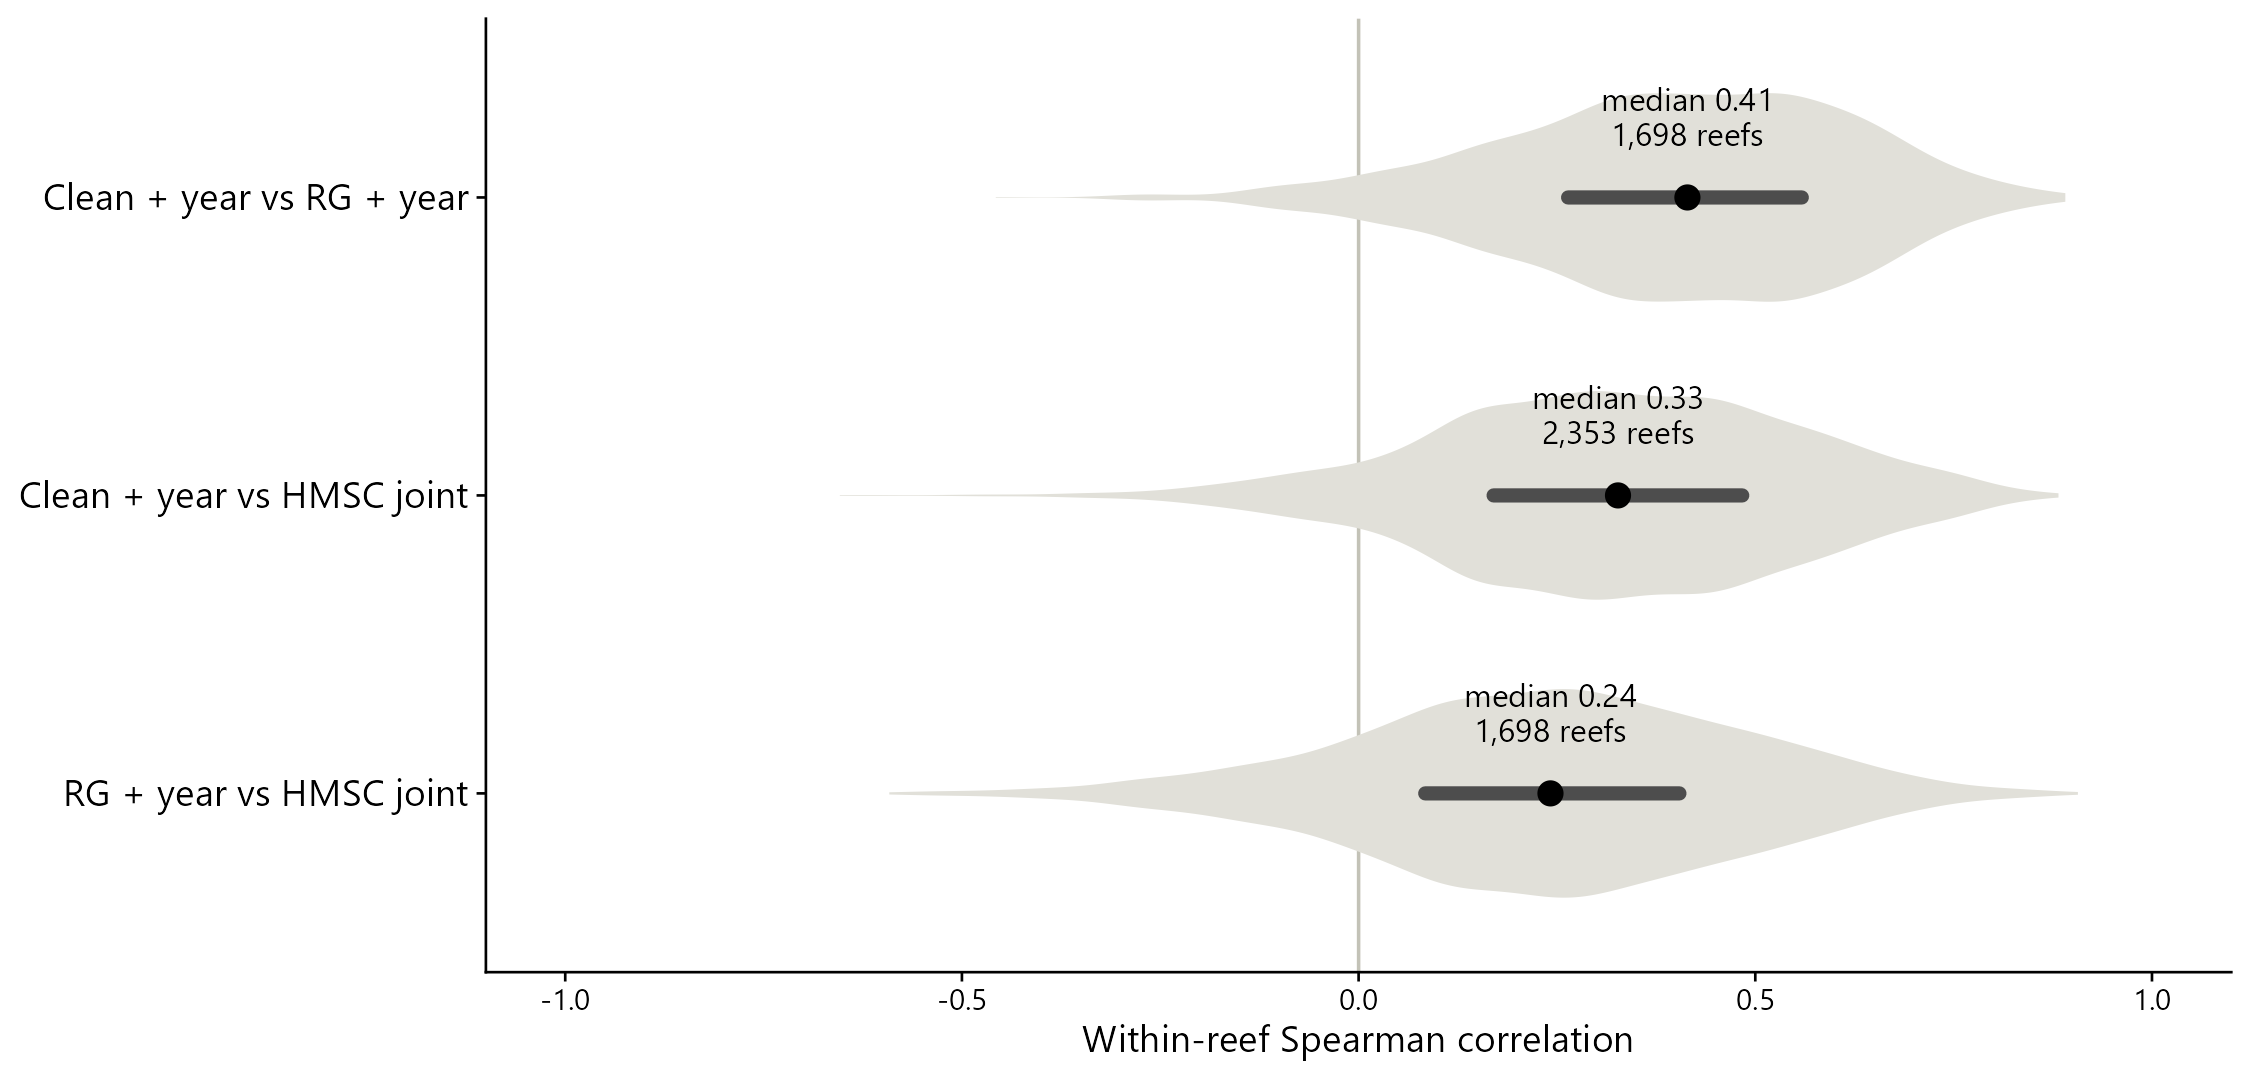 median 0.41
1,698 reefs
Clean + year vs RG + year
median 0.33
2,353 reefs
Clean + year vs HMSC joint
median 0.24
1,698 reefs
RG + year vs HMSC joint
-1.0 -0.5 0.0 0.5 1.0
Within-reef Spearman correlation